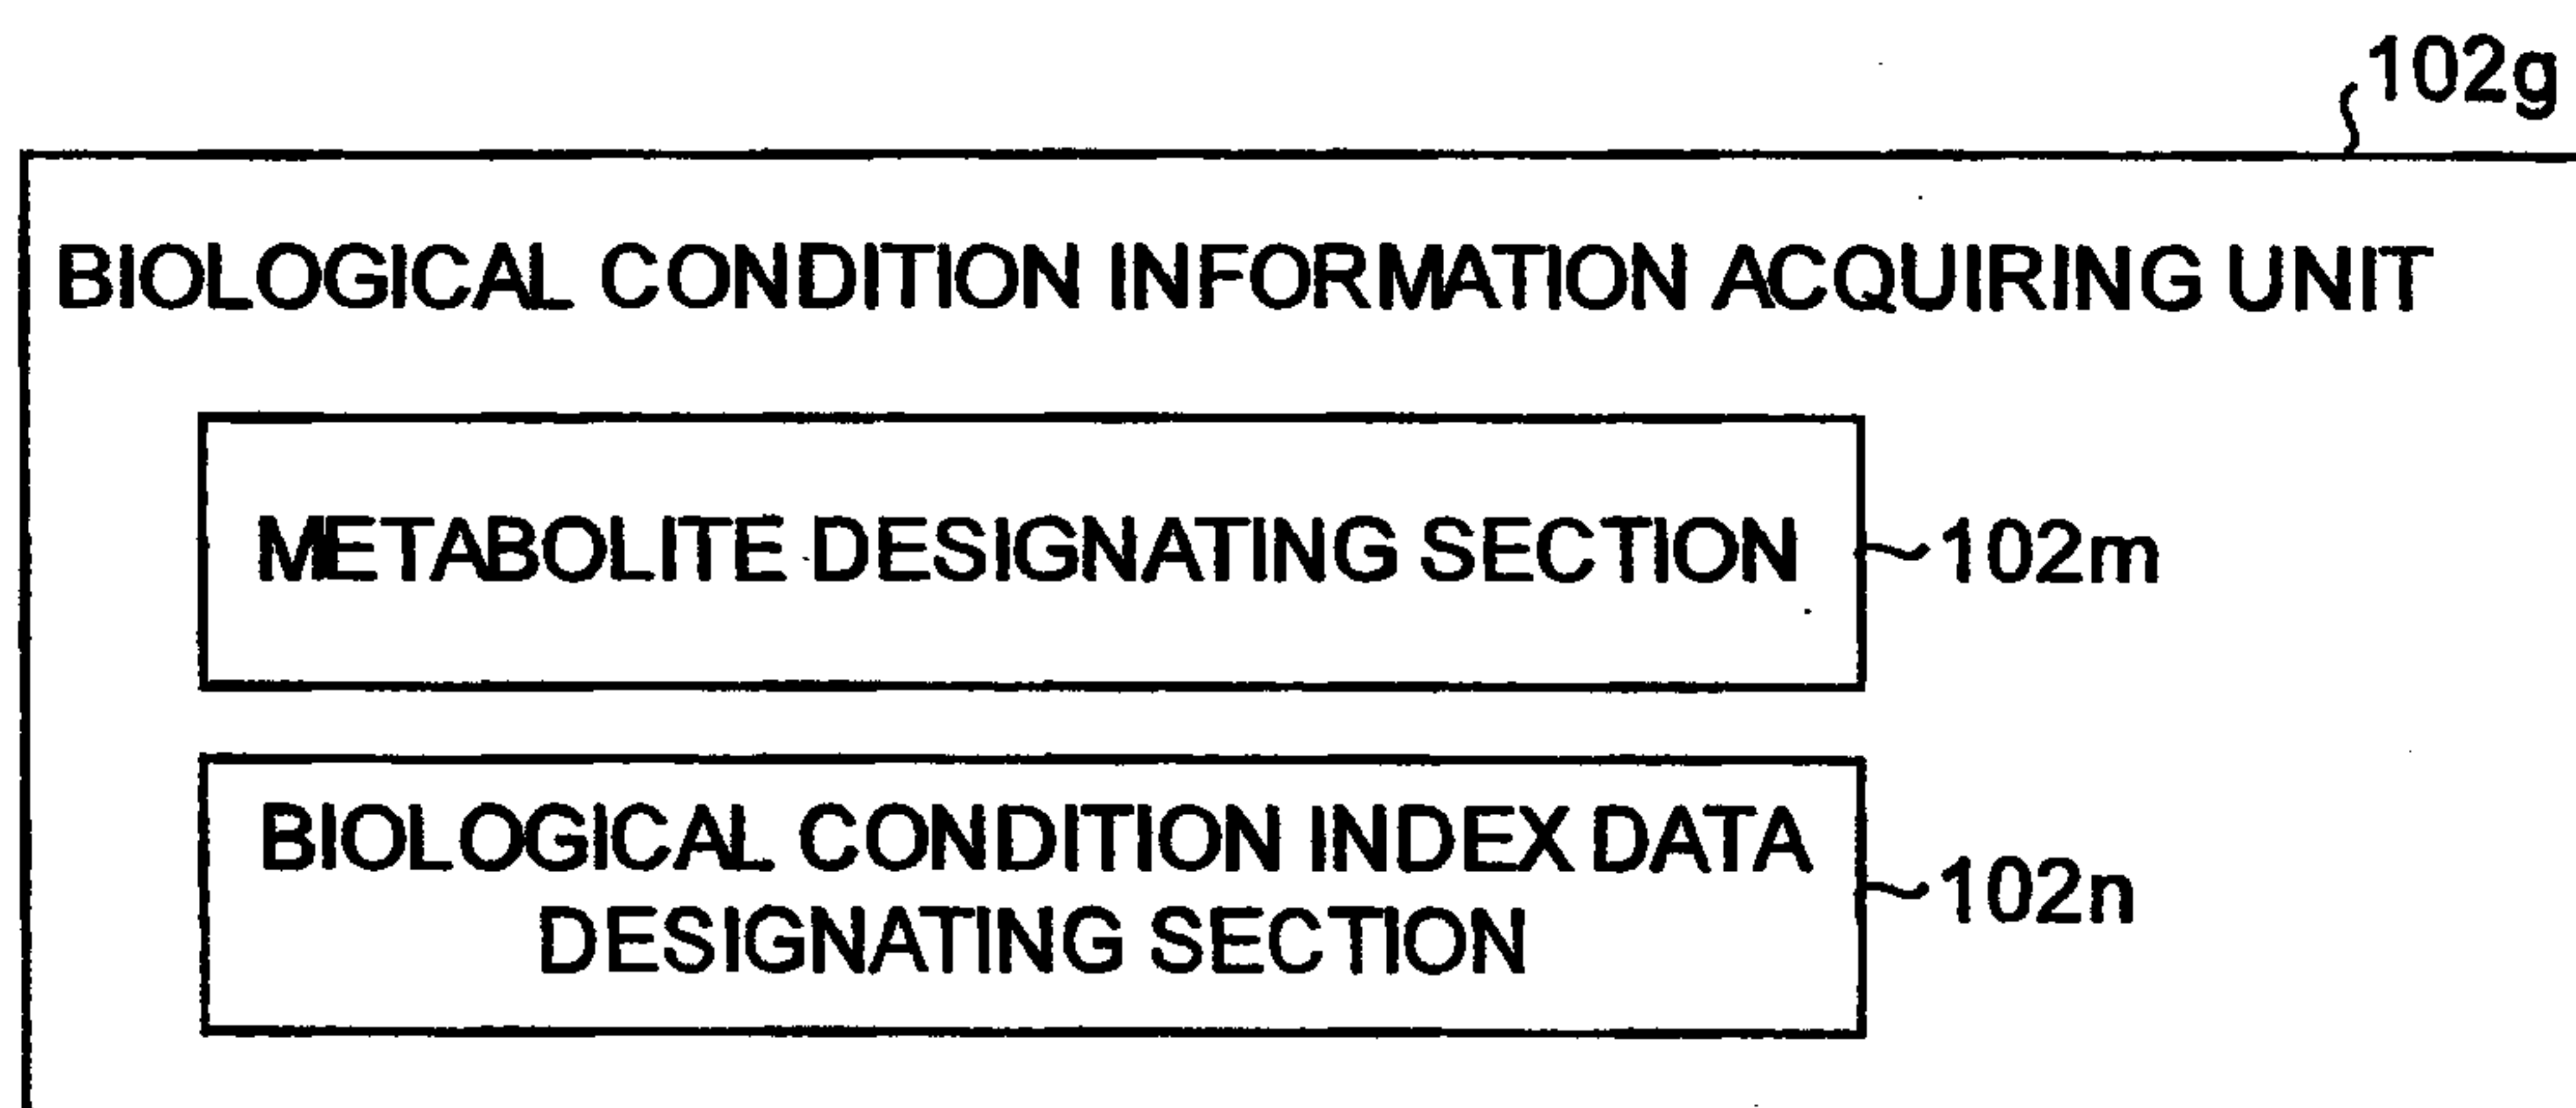 102g
BIOLOGICAL CONDITION INFORMATION ACQUIRING UNIT
METABOLITE DESIGNATING SECTION
102m
BIOLOGICAL CONDITION INDEX DATA
DESIGNATING SECTION
102n